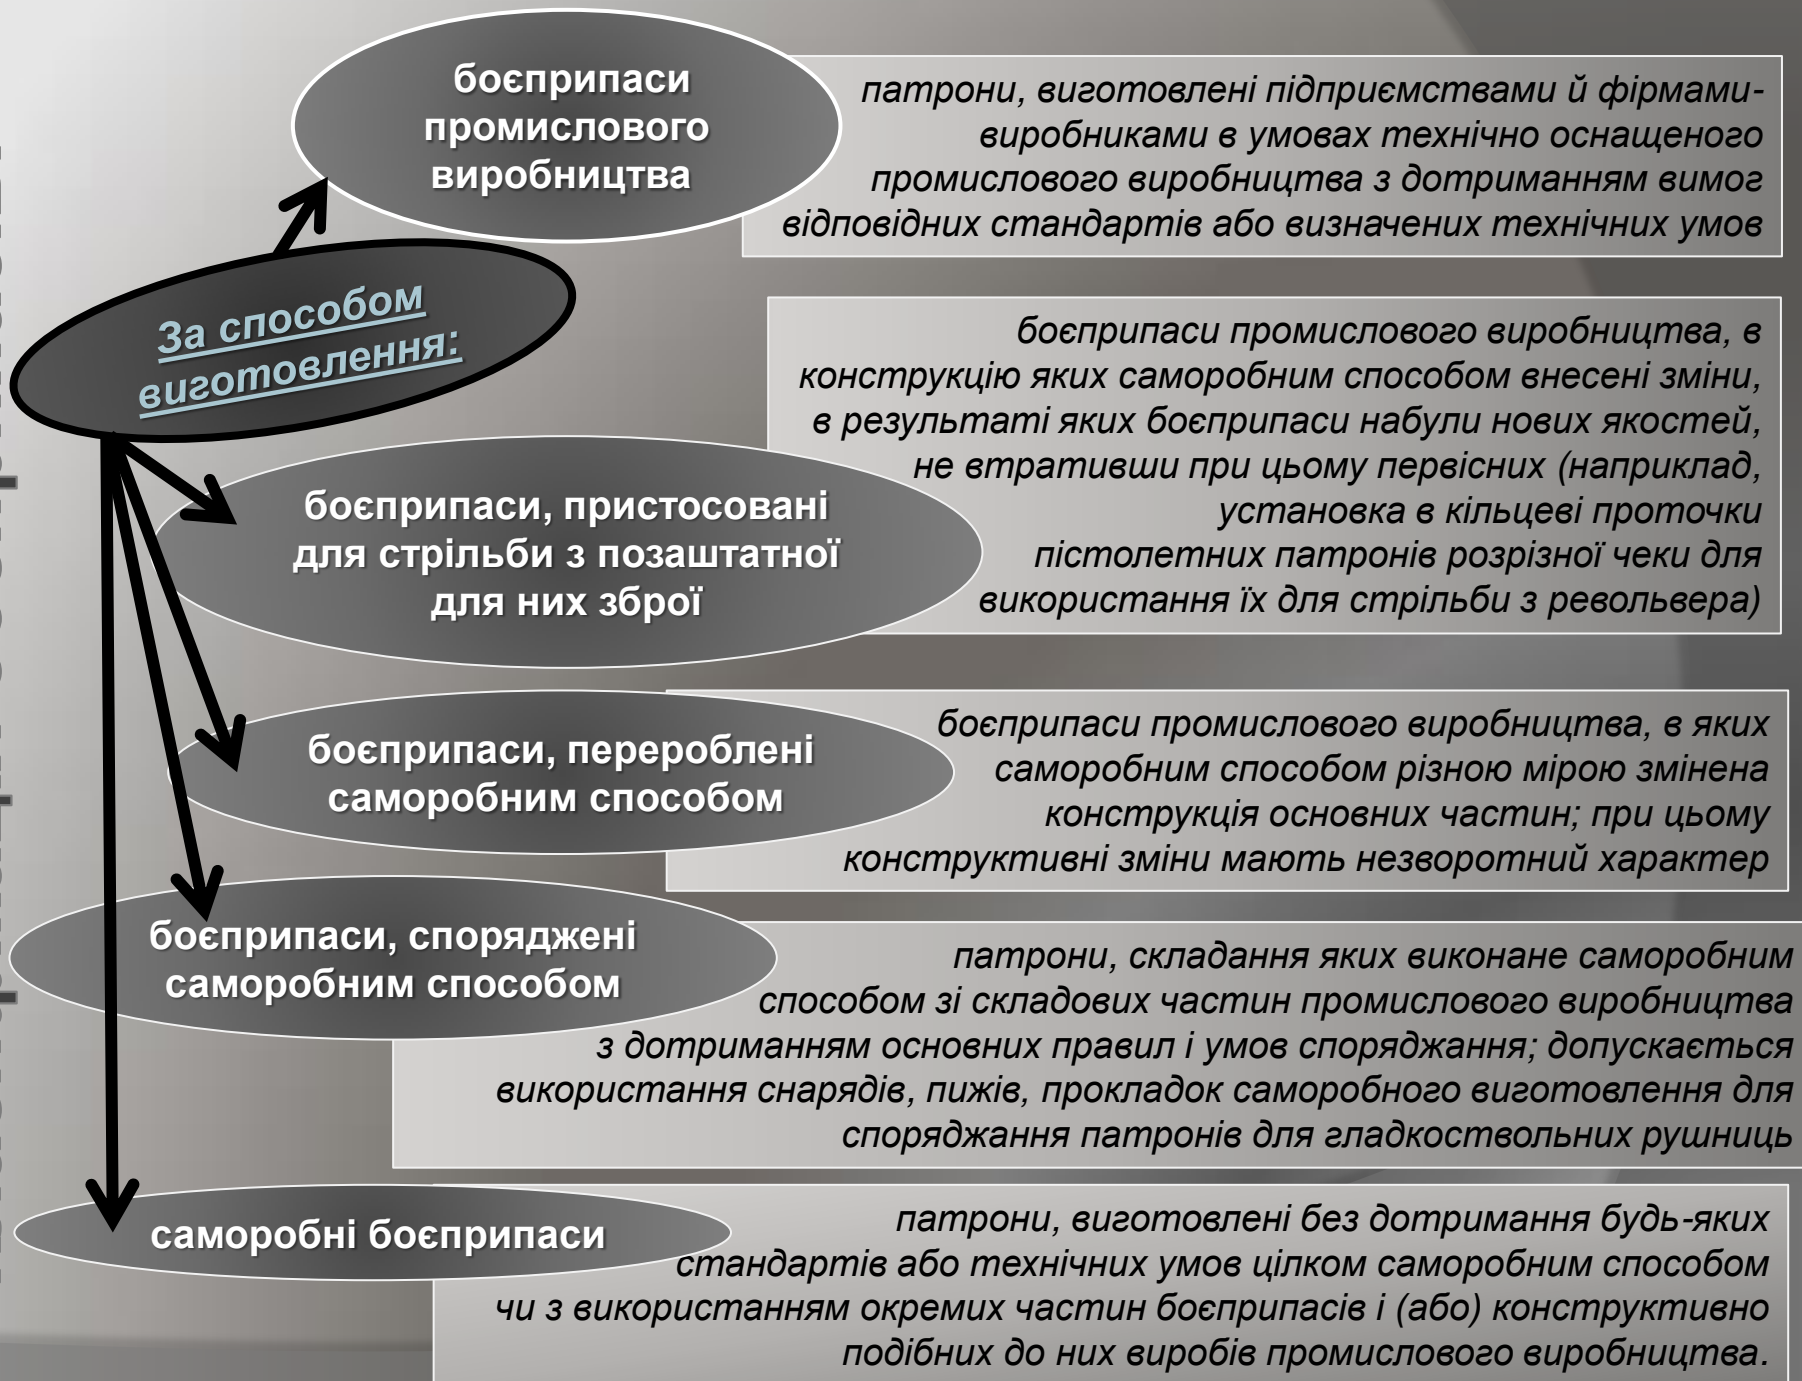 боєприпаси
промислового
виробництва
патрони, виготовлені підприємствами й фірмами-
виробниками в умовах технічно оснащеного
промислового виробництва з дотриманням вимог
відповідних стандартів або визначених технічних умов
За способом
виготовлення:
боєприпаси промислового виробництва, в
конструкцію яких саморобним способом внесені зміни,
в результаті яких боєприпаси набули нових якостей,
не втративши при цьому первісних (наприклад,
установка в кільцеві проточки
пістолетних патронів розрізної чеки для
використання їх для стрільби з револьвера)
боєприпаси, пристосовані
для стрільби з позаштатної
для них зброї
боєприпаси, перероблені
саморобним способом
боєприпаси промислового виробництва, в яких
саморобним способом різною мірою змінена
конструкція основних частин; при цьому
конструктивні зміни мають незворотний характер
боєприпаси, споряджені
саморобним способом
патрони, складання яких виконане саморобним
способом зі складових частин промислового виробництва
з дотриманням основних правил і умов споряджання; допускається
використання снарядів, пижів, прокладок саморобного виготовлення для
споряджання патронів для гладкоствольних рушниць
саморобні боєприпаси
патрони, виготовлені без дотримання будь-яких
стандартів або технічних умов цілком саморобним способом
чи з використанням окремих частин боєприпасів і (або) конструктивно
подібних до них виробів промислового виробництва.